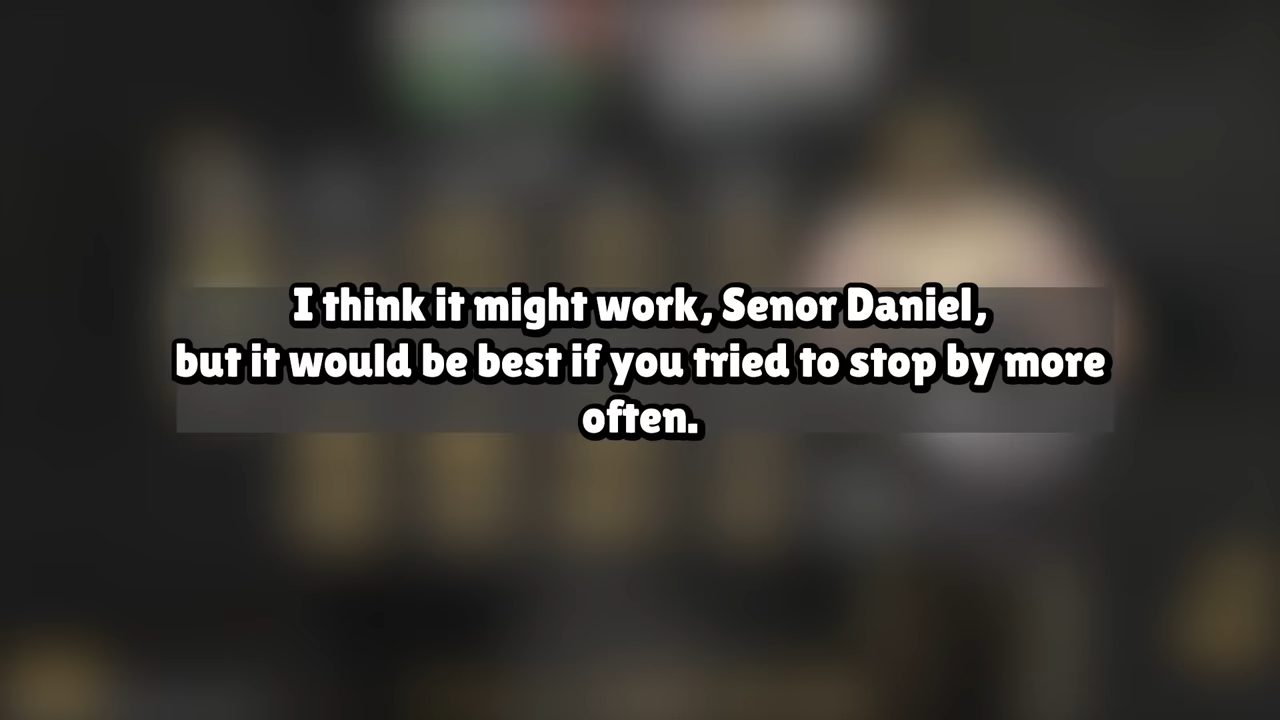 I think it might work, Senor Daniel,
but it would be best if you tried to stop by more
often.